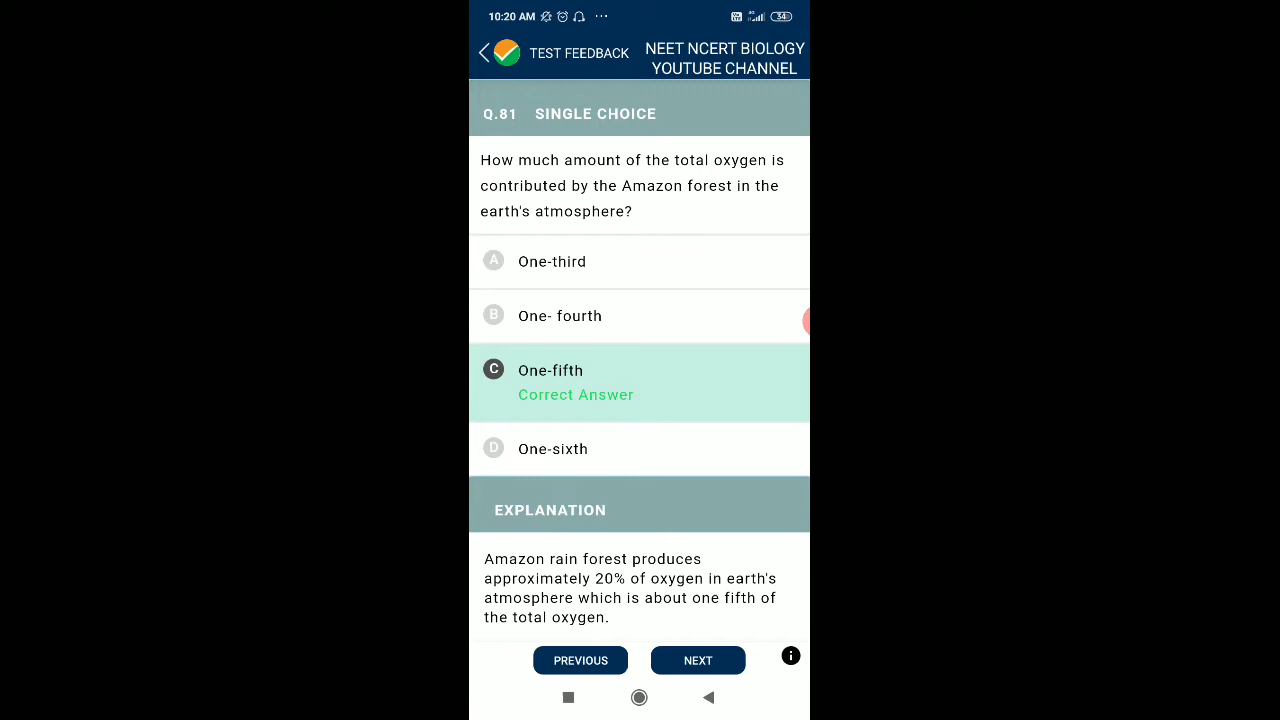 10:20 AM ... 4G 34
TEST FEEDBACK
NEET NCERT BIOLOGY
YOUTUBE CHANNEL
Q.81 SINGLE CHOICE
How much amount of the total oxygen is
contributed by the Amazon forest in the
earth's atmosphere?
A One-third
B One- fourth
C One-fifth
Correct Answer
D One-sixth
EXPLANATION
Amazon rain forest produces
approximately 20% of oxygen in earth's
atmosphere which is about one fifth of
the total oxygen.
PREVIOUS NEXT i